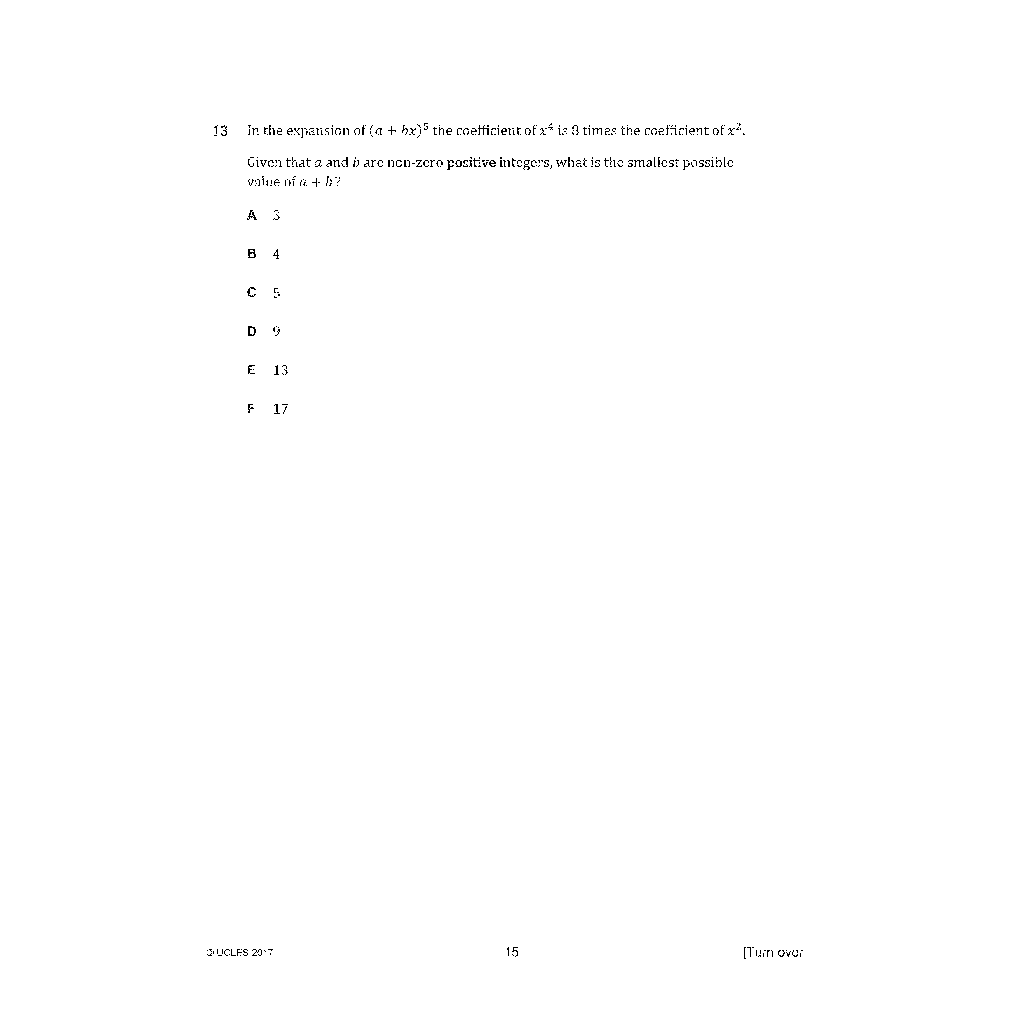 13 In the expansion of (a + bx)⁵ the coefficient of x⁴ is 8 times the coefficient of x².
Given that a and b are non-zero positive integers, what is the smallest possible
value of a + b?
A 3
B 4
C 5
D 9
E 13
F 17
© UCLES 2017 15 [Turn over